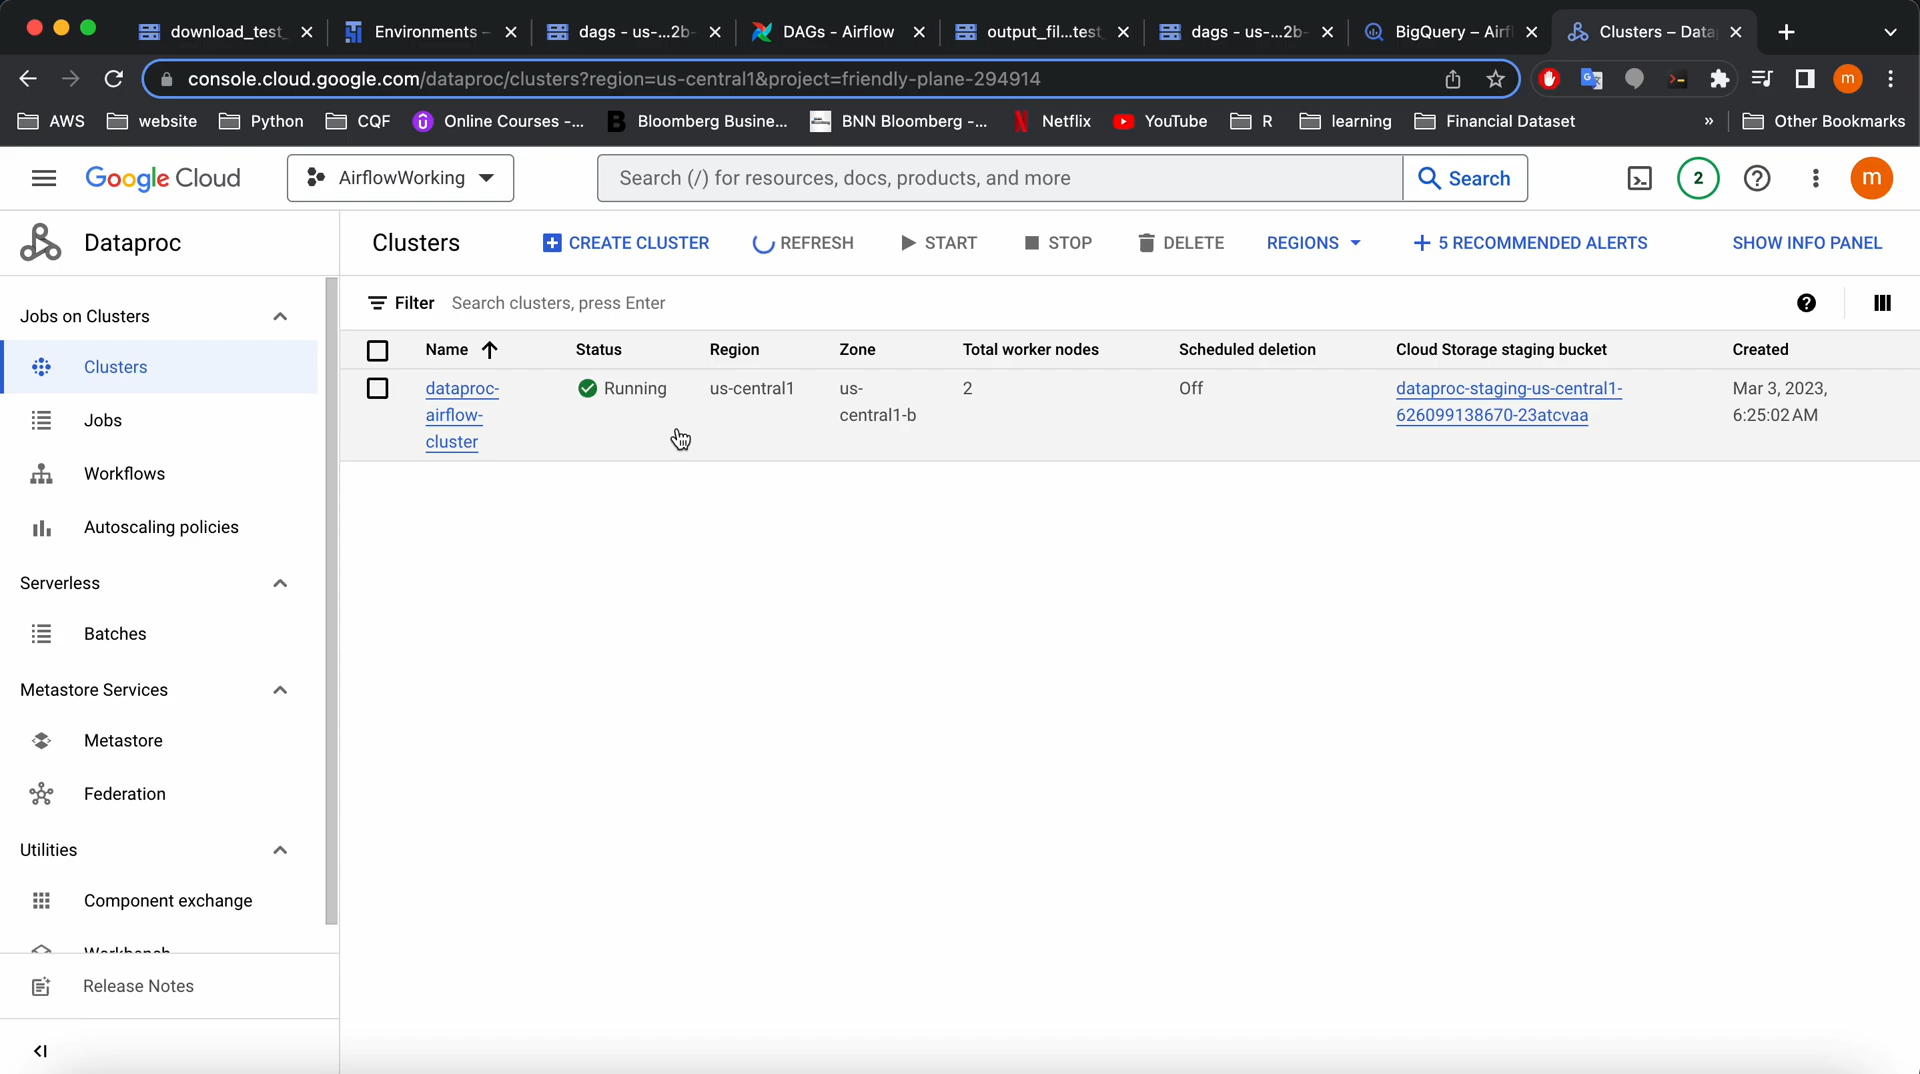 download_test_
Environments -
dags - us-...2b-
DAGs - Airflow
output_fil...test_
dags - us-...2b-
BigQuery – Airf
Clusters – Data
console.cloud.google.com/dataproc/clusters?region=us-central1&project=friendly-plane-294914
m
AWS
website
Python
CQF
Online Courses -...
Bloomberg Busine...
BNN Bloomberg -...
Netflix
YouTube
R
learning
Financial Dataset
»
Other Bookmarks
Google Cloud
AirflowWorking
Search (/) for resources, docs, products, and more
Search
2
m
Dataproc
Clusters
CREATE CLUSTER
REFRESH
START
STOP
DELETE
REGIONS
5 RECOMMENDED ALERTS
SHOW INFO PANEL
Jobs on Clusters
Clusters
Jobs
Workflows
Autoscaling policies
Serverless
Batches
Metastore Services
Metastore
Federation
Utilities
Component exchange
Workbench
Release Notes
Filter Search clusters, press Enter
Name Status Region Zone Total worker nodes Scheduled deletion Cloud Storage staging bucket Created
dataproc- Running us-central1 us- 2 Off dataproc-staging-us-central1- Mar 3, 2023,
airflow- central1-b 626099138670-23atcvaa 6:25:02 AM
cluster